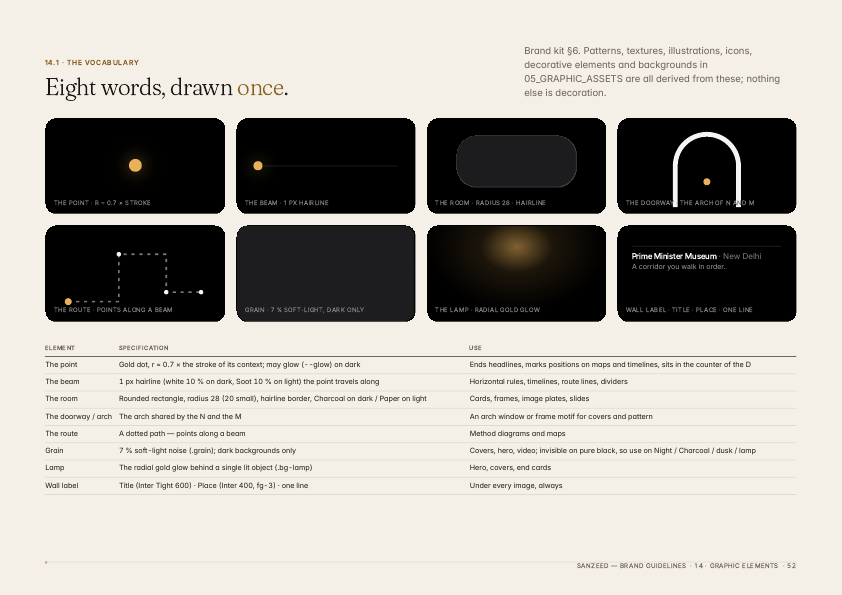 14.1 · THE VOCABULARY
Eight words, drawn once.
Brand kit §6. Patterns, textures, illustrations, icons,
decorative elements and backgrounds in
05_GRAPHIC_ASSETS are all derived from these; nothing
else is decoration.
THE POINT · R = 0.7 × STROKE
THE BEAM · 1 PX HAIRLINE
THE ROOM · RADIUS 28 · HAIRLINE
THE DOORWAY · THE ARCH OF N AND M
THE ROUTE · POINTS ALONG A BEAM
GRAIN · 7 % SOFT-LIGHT, DARK ONLY
THE LAMP · RADIAL GOLD GLOW
Prime Minister Museum · New Delhi
A corridor you walk in order.
WALL LABEL · TITLE · PLACE · ONE LINE
ELEMENT SPECIFICATION USE
The point Gold dot, r = 0.7 × the stroke of its context; may glow (--glow) on dark Ends headlines, marks positions on maps and timelines, sits in the counter of the D
The beam 1 px hairline (white 10 % on dark, Soot 10 % on light) the point travels along Horizontal rules, timelines, route lines, dividers
The room Rounded rectangle, radius 28 (20 small), hairline border, Charcoal on dark / Paper on light Cards, frames, image plates, slides
The doorway / arch The arch shared by the N and the M An arch window or frame motif for covers and pattern
The route A dotted path — points along a beam Method diagrams and maps
Grain 7 % soft-light noise (.grain); dark backgrounds only Covers, hero, video; invisible on pure black, so use on Night / Charcoal / dusk / lamp
Lamp The radial gold glow behind a single lit object (.bg-lamp) Hero, covers, end cards
Wall label Title (Inter Tight 600) · Place (Inter 400, fg-3) · one line Under every image, always
SANZEED — BRAND GUIDELINES · 14 · GRAPHIC ELEMENTS · 52